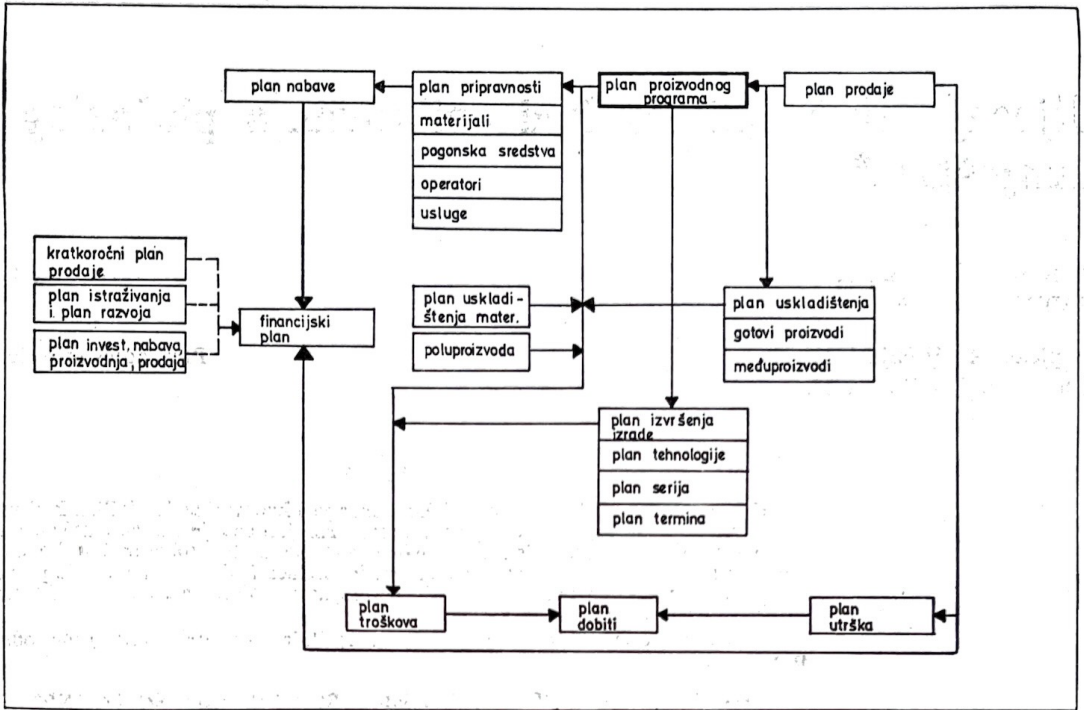 plan nabave
plan pripravnosti
materijali
pogonska sredstva
operatori
usluge
plan proizvodnog
programa
plan prodaje
kratkoročni plan
prodaje
plan istraživanja
i. plan razvoja
plan invest, nabava,
proizvodnja, prodaja
financijski
plan
plan uskladi-
štenja mater.
poluproizvoda
plan uskladištenja
gotovi proizvodi
međuproizvodi
plan izvršenja
izrade
plan tehnologije
plan serija
plan termina
plan
troškova
plan
dobiti
plan
utrška